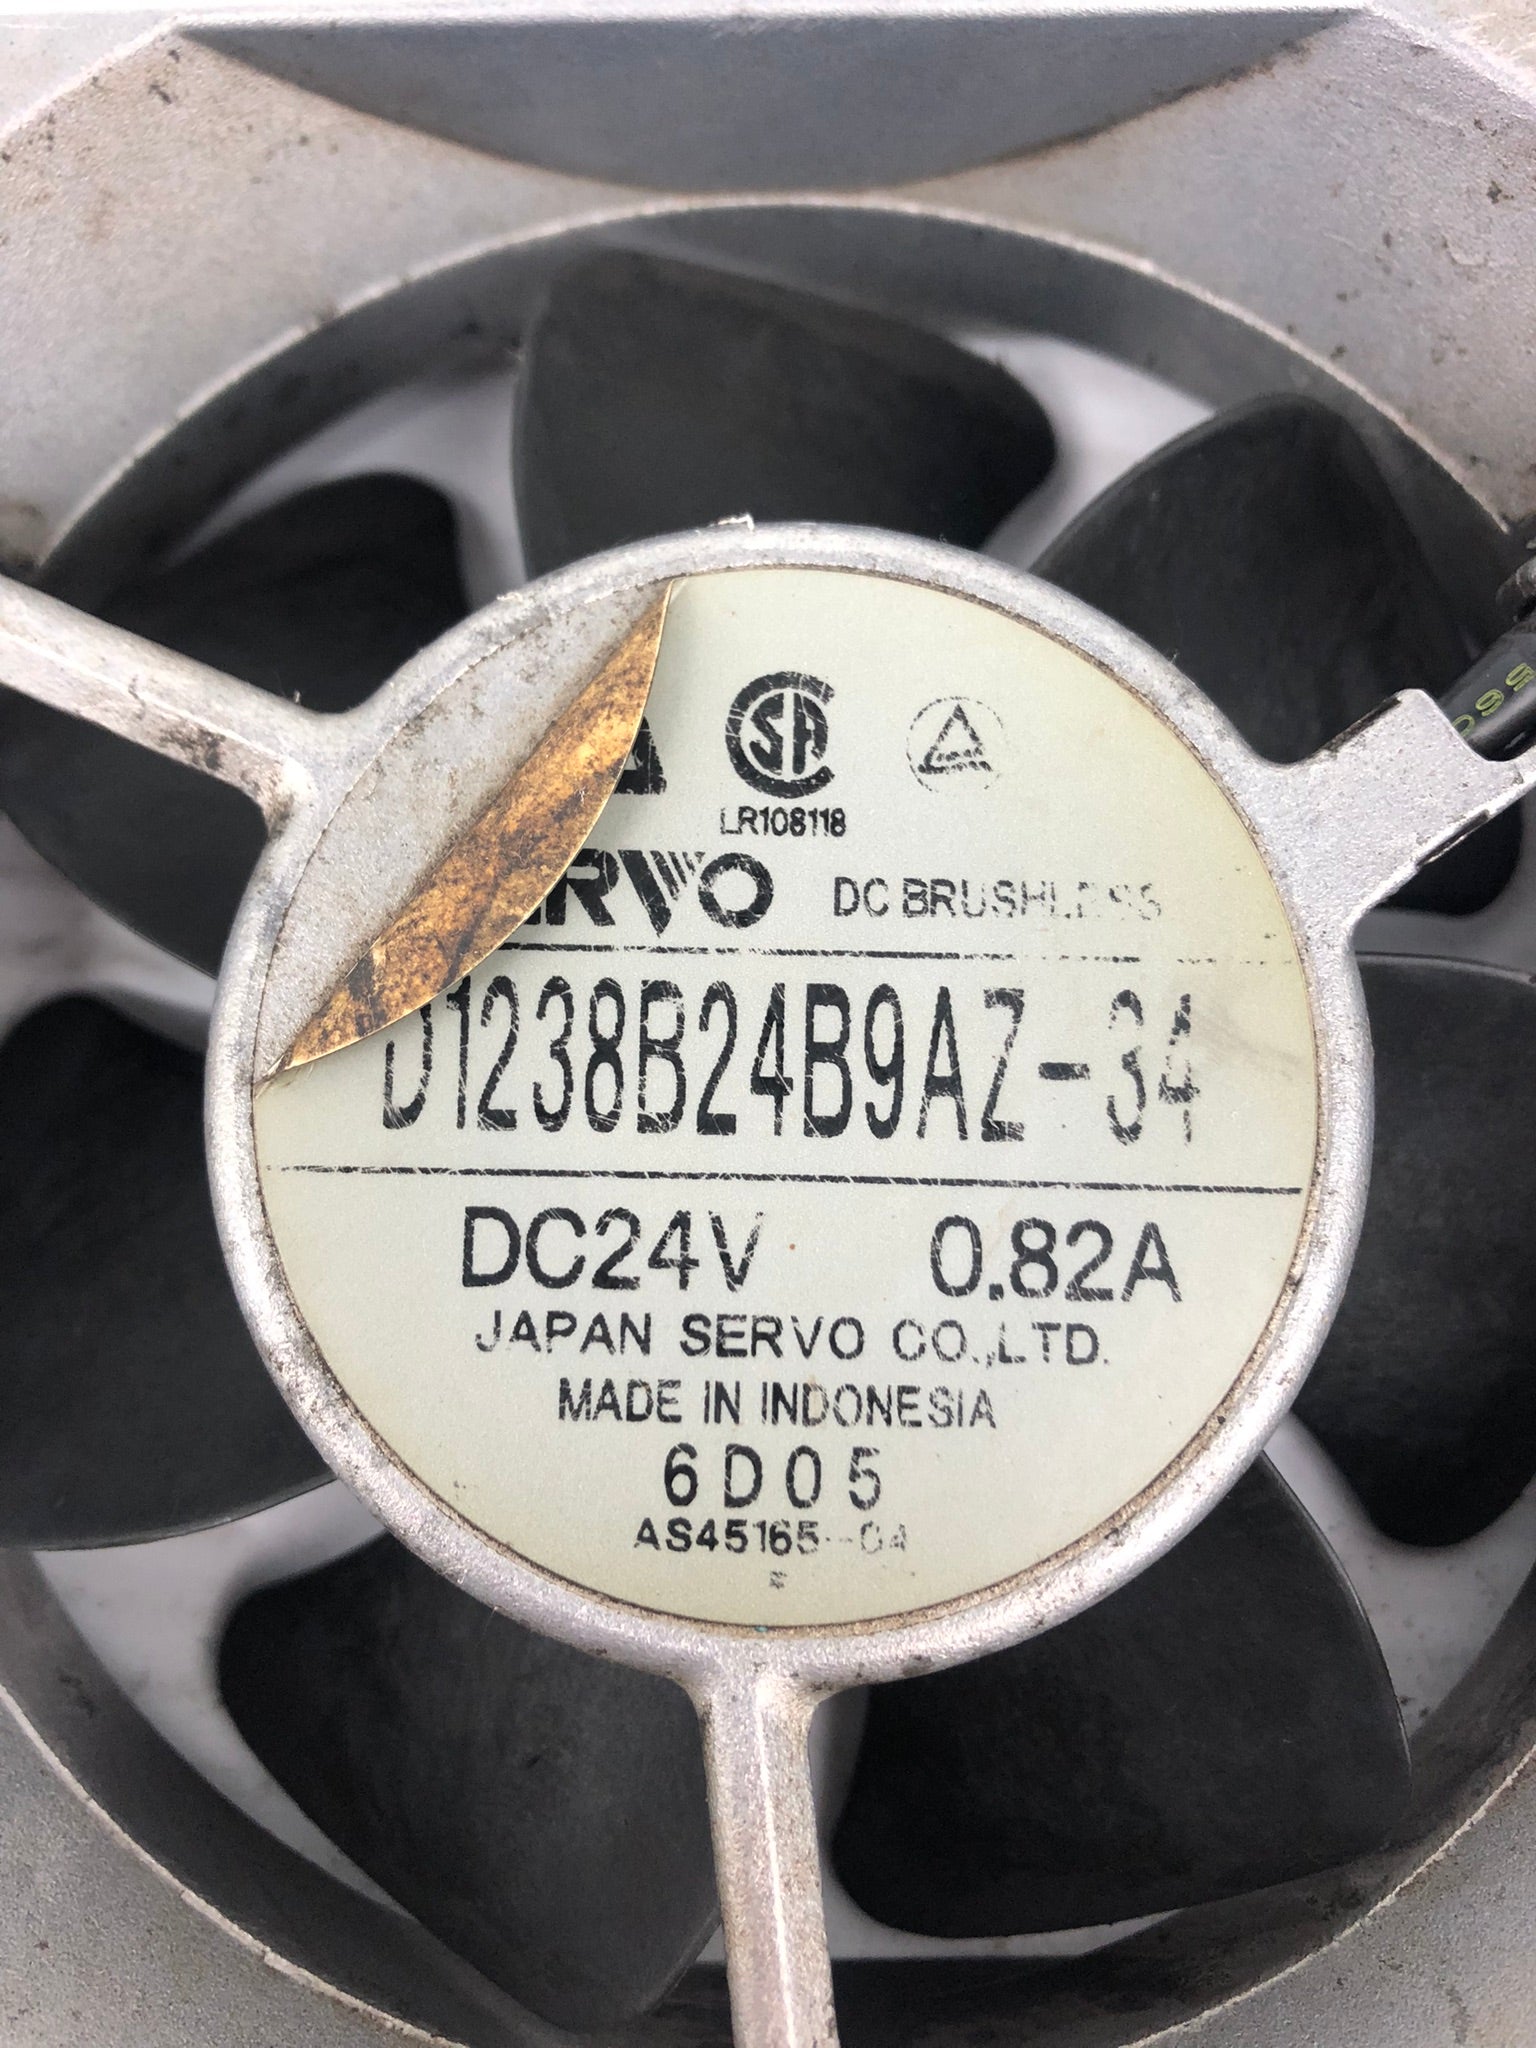 LR108118
DC BRUSHLESS
D1238B24B9AZ-34
DC24V 0.82A
JAPAN SERVO CO.,LTD.
MADE IN INDONESIA
6D05
AS45165-04